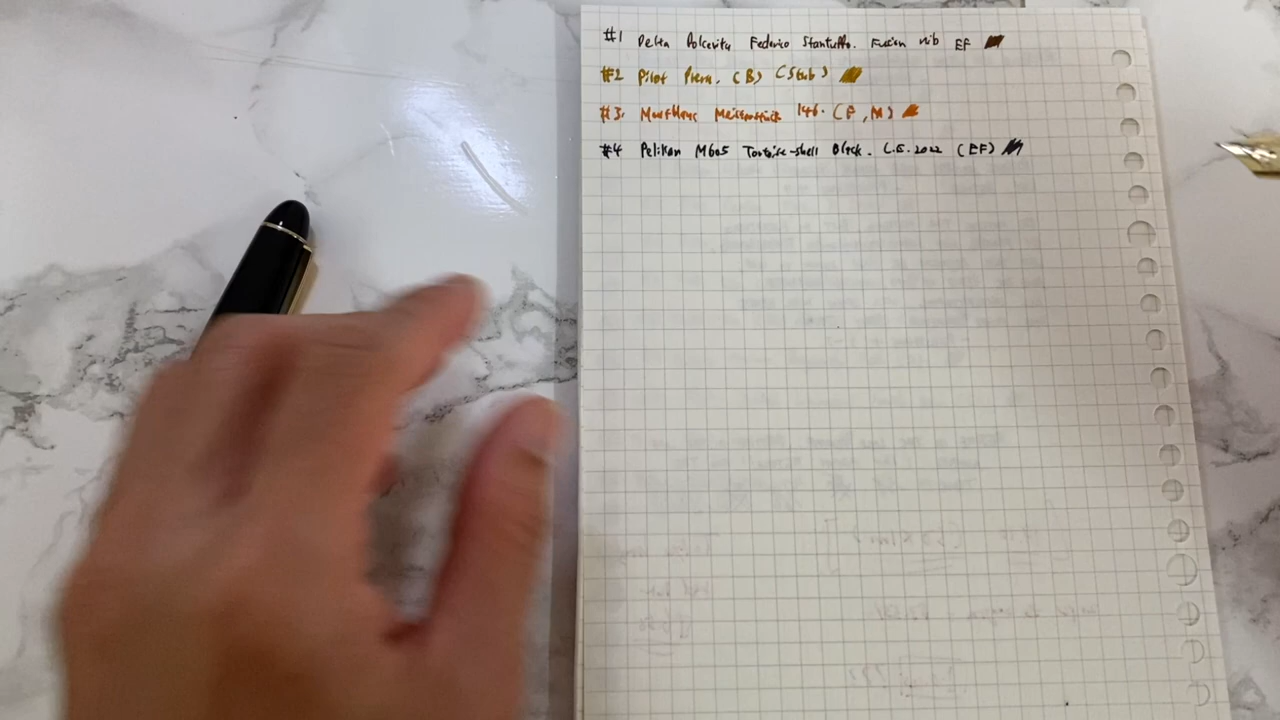 #1 Delta Dolcevita Federico Stantuffo. Fusion nib EF
#2 Pilot Prera. (B) (Stub)
#3. Montblanc Meisterstück 146. (F, M)
#4 Pelikan M605 Tortoise-shell Black. L.E. 2022 (EF)